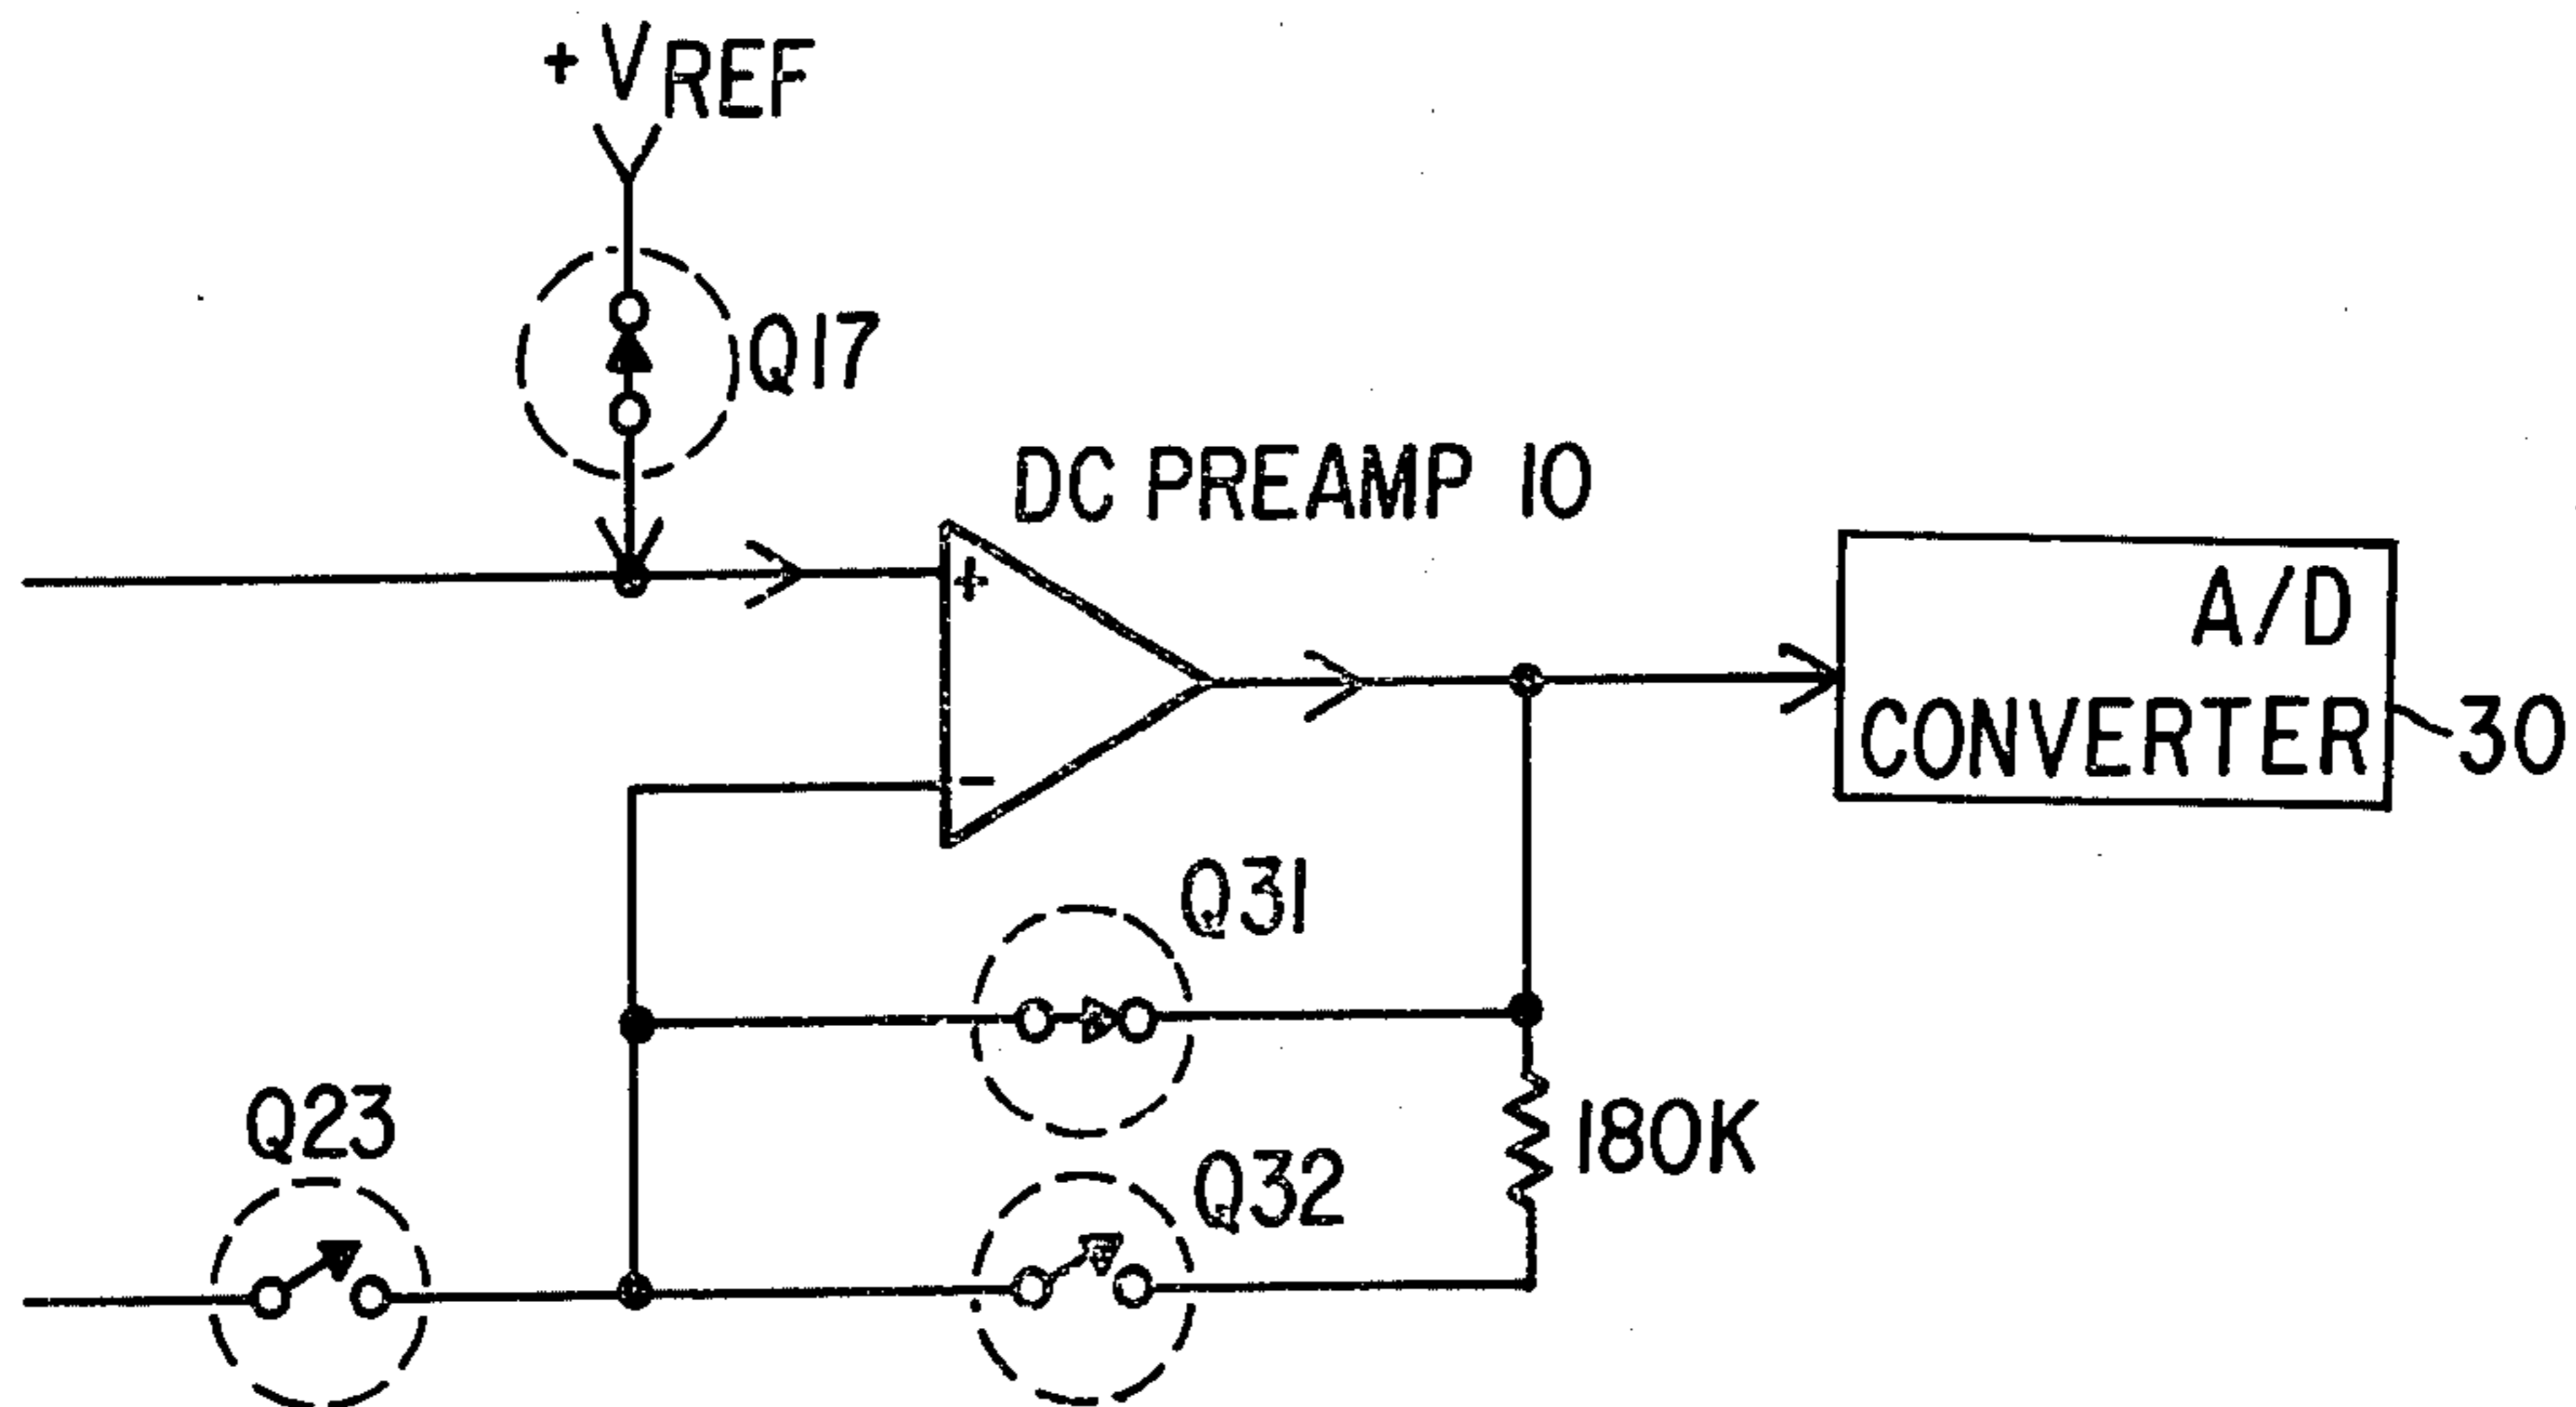 + VREF
Q17
DC PREAMP 10
+
-
A/D
CONVERTER
30
Q31
Q23
Q32
180K